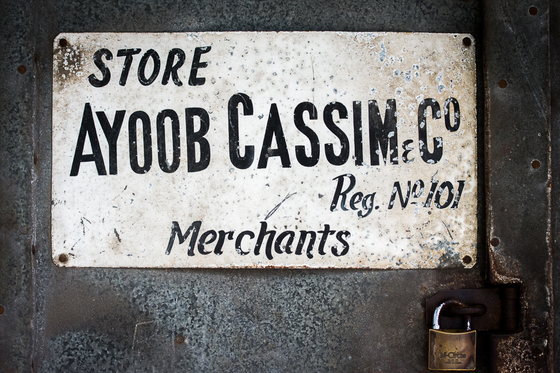 STORE
AYOOB CASSIM & Cº
Reg. Nº 101
Merchants